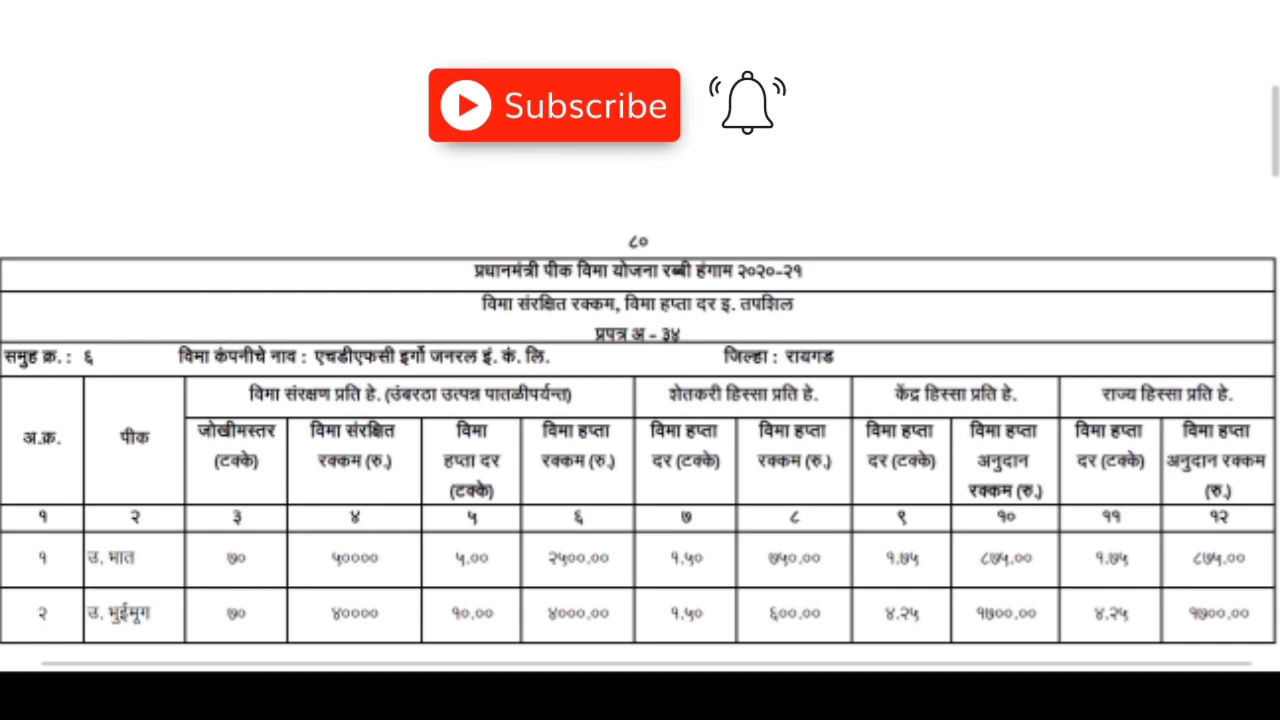 Subscribe
८०
प्रधानमंत्री पीक विमा योजना रब्बी हंगाम २०२०-२१
विमा संरक्षित रक्कम, विमा हप्ता दर इ. तपशिल
प्रपत्र अ - ३४
समुह क्र. : ६ विमा कंपनीचे नाव : एचडीएफसी इर्गो जनरल इं. कं. लि. जिल्हा : रायगड
विमा संरक्षण प्रति हे. (उंबरठा उत्पन्न पातळीपर्यन्त) शेतकरी हिस्सा प्रति हे. केंद्र हिस्सा प्रति हे. राज्य हिस्सा प्रति हे.
अ.क्र. पीक जोखीमस्तर विमा संरक्षित विमा विमा हप्ता विमा हप्ता विमा हप्ता विमा हप्ता विमा हप्ता विमा हप्ता विमा हप्ता
(टक्के) रक्कम (रु.) हप्ता दर रक्कम (रु.) दर (टक्के) रक्कम (रु.) दर (टक्के) अनुदान दर (टक्के) अनुदान रक्कम
(टक्के) रक्कम (रु.) (रु.)
१ २ ३ ४ ५ ६ ७ ८ ९ १० ११ १२
१ उ. भात ७० ५०००० ५.०० २५००.०० १.५० ७५०.०० १.७५ ८७५.०० १.७५ ८७५.००
२ उ. भुईमूग ७० ४०००० १०.०० ४०००.०० १.५० ६००.०० ४.२५ १७००.०० ४.२५ १७००.००